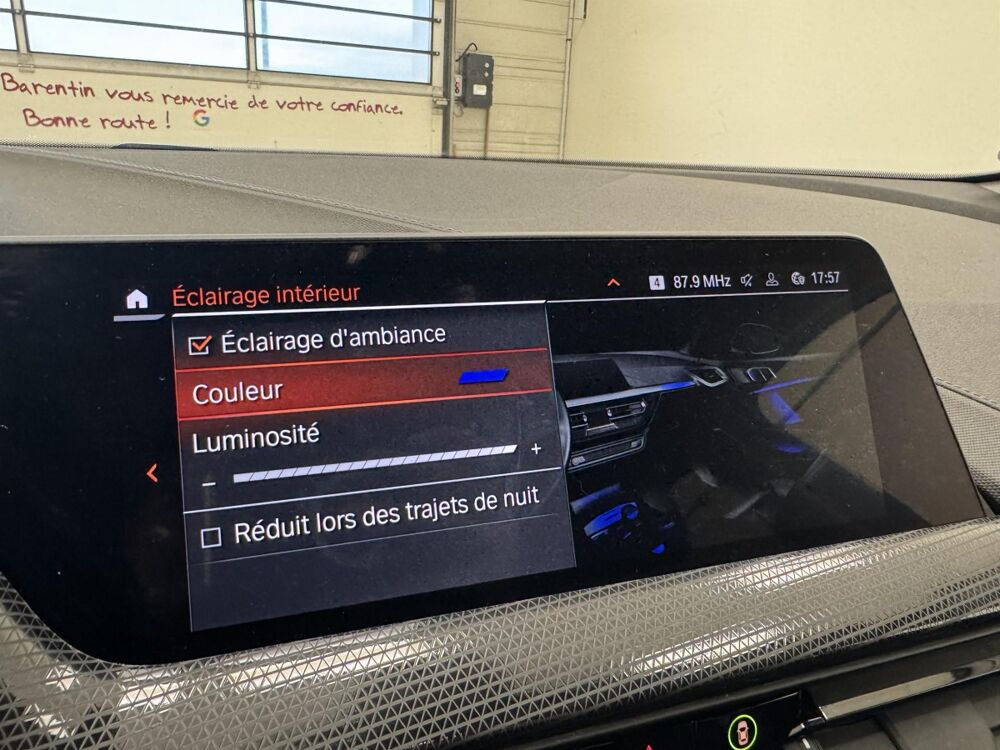 Barentin vous remercie de votre confiance.
Bonne route ! G
Éclairage intérieur
4 87.9 MHz 17:57
Éclairage d'ambiance
Couleur
Luminosité
– +
Réduit lors des trajets de nuit